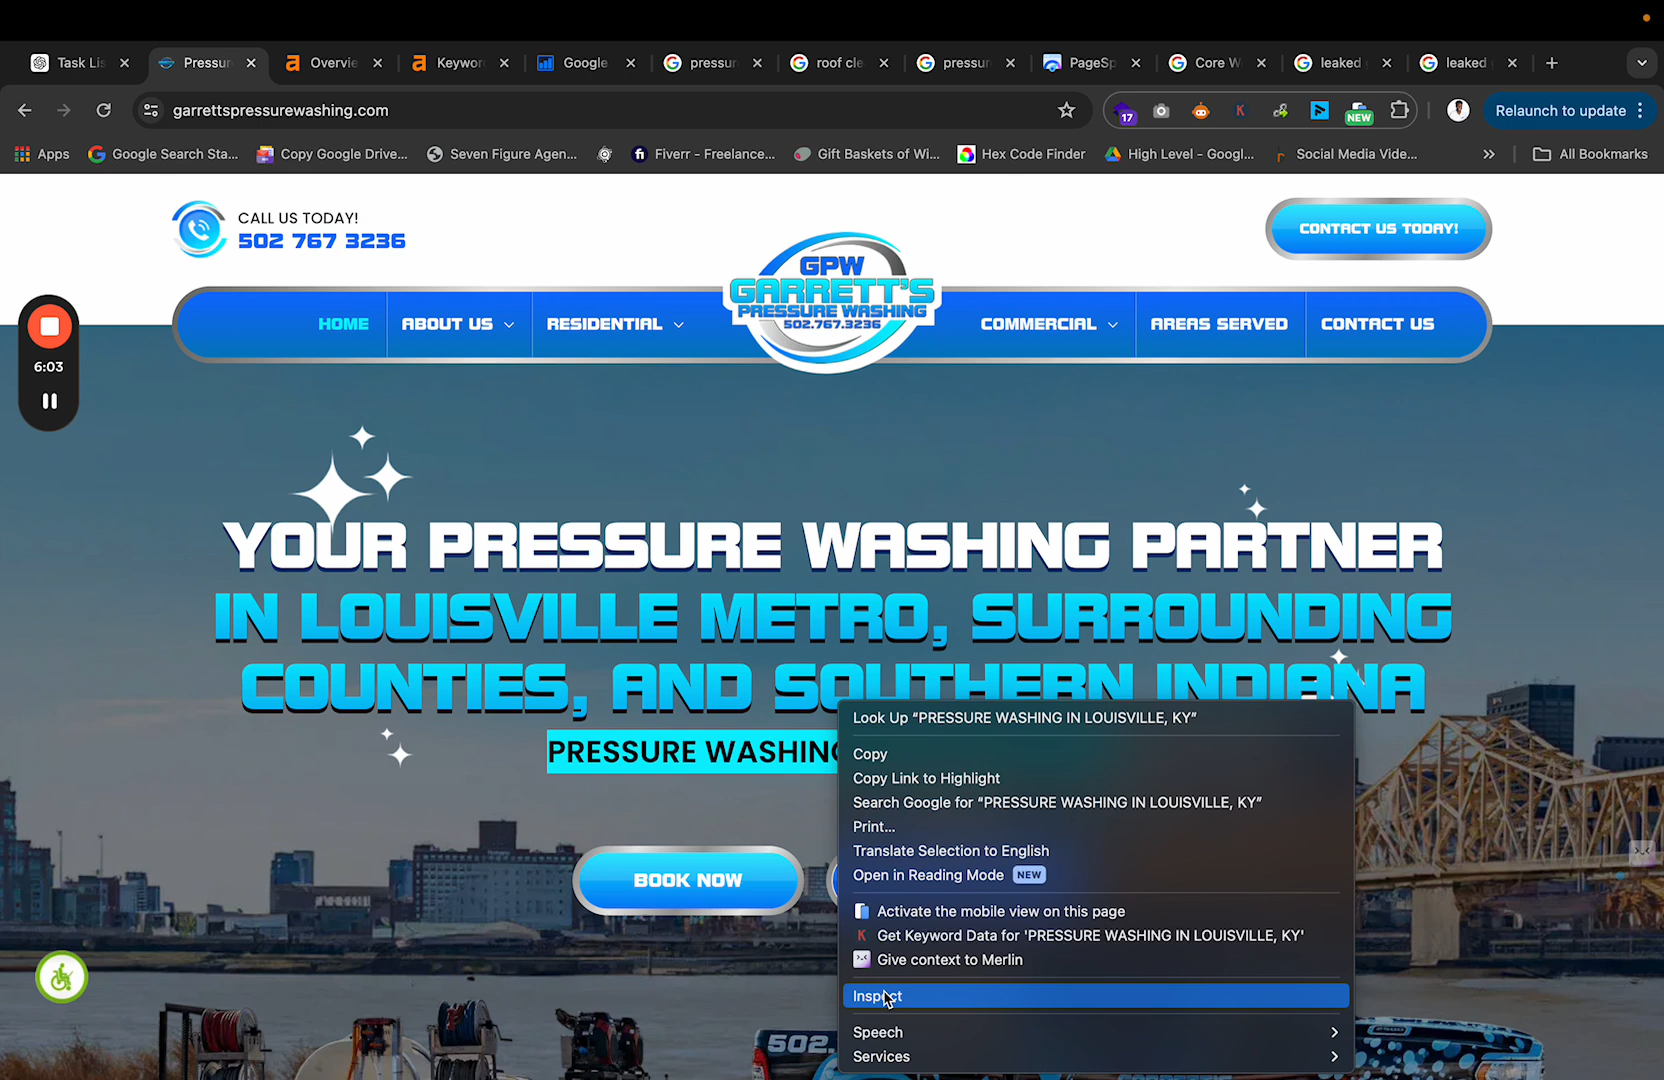 Task Lis
Pressur
Overvie
Keywor
Google
pressur
roof cle
pressur
PageSp
Core W
leaked
leaked
garrettspressurewashing.com
17
K
NEW
Relaunch to update
Apps
Google Search Sta...
Copy Google Drive...
Seven Figure Agen...
Fiverr - Freelance...
Gift Baskets of Wi...
Hex Code Finder
High Level - Googl...
Social Media Vide...
All Bookmarks
CALL US TODAY!
502 767 3236
CONTACT US TODAY!
HOME
ABOUT US
RESIDENTIAL
GPW
GARRETT'S
PRESSURE WASHING
502.767.3236
COMMERCIAL
AREAS SERVED
CONTACT US
6:03
YOUR PRESSURE WASHING PARTNER
IN LOUISVILLE METRO, SURROUNDING
COUNTIES, AND SOUTHERN INDIANA
PRESSURE WASHING
Look Up “PRESSURE WASHING IN LOUISVILLE, KY”
Copy
Copy Link to Highlight
Search Google for “PRESSURE WASHING IN LOUISVILLE, KY”
Print...
Translate Selection to English
Open in Reading Mode NEW
Activate the mobile view on this page
K Get Keyword Data for 'PRESSURE WASHING IN LOUISVILLE, KY'
Give context to Merlin
Inspect
Speech
Services
BOOK NOW
502.